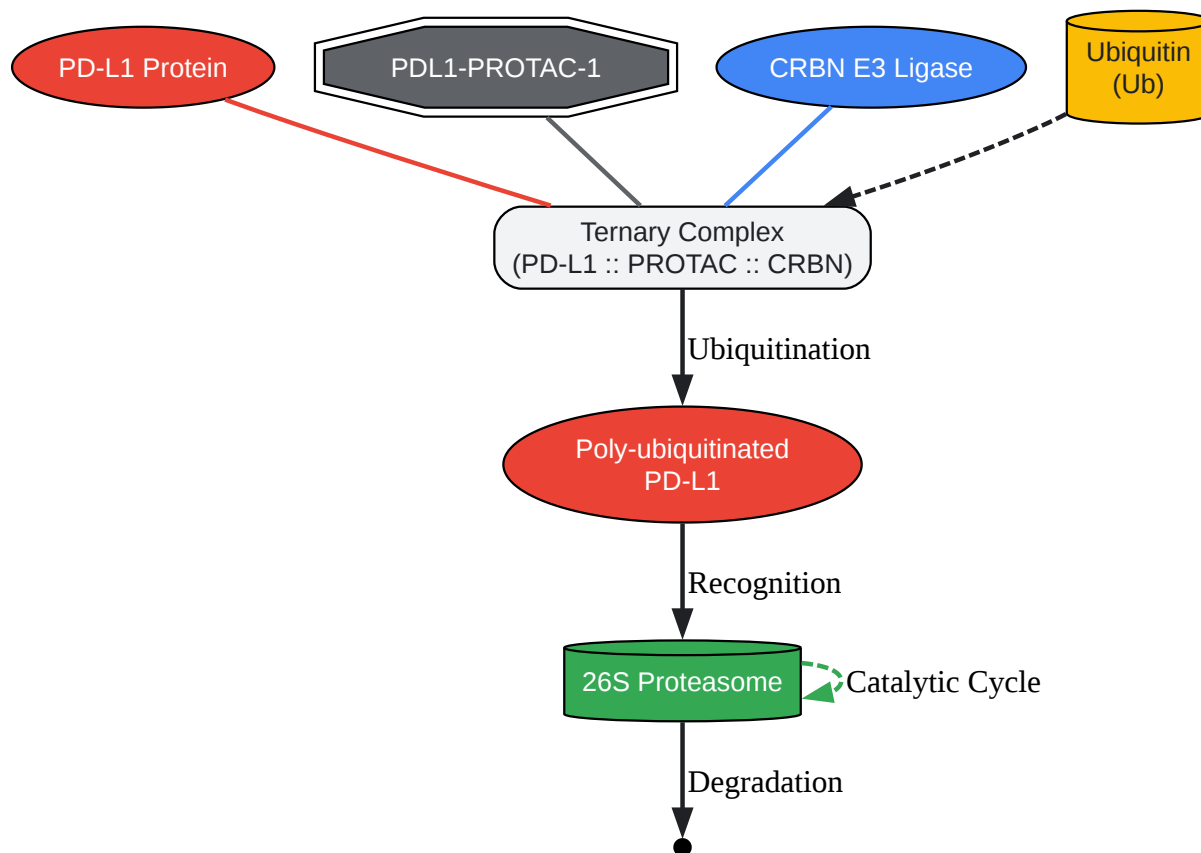 PD-L1 Protein
PDL1-PROTAC-1
CRBN E3 Ligase
Ubiquitin
(Ub)
Ternary Complex
(PD-L1 :: PROTAC :: CRBN)
Ubiquitination
Poly-ubiquitinated
PD-L1
Recognition
26S Proteasome
Catalytic Cycle
Degradation